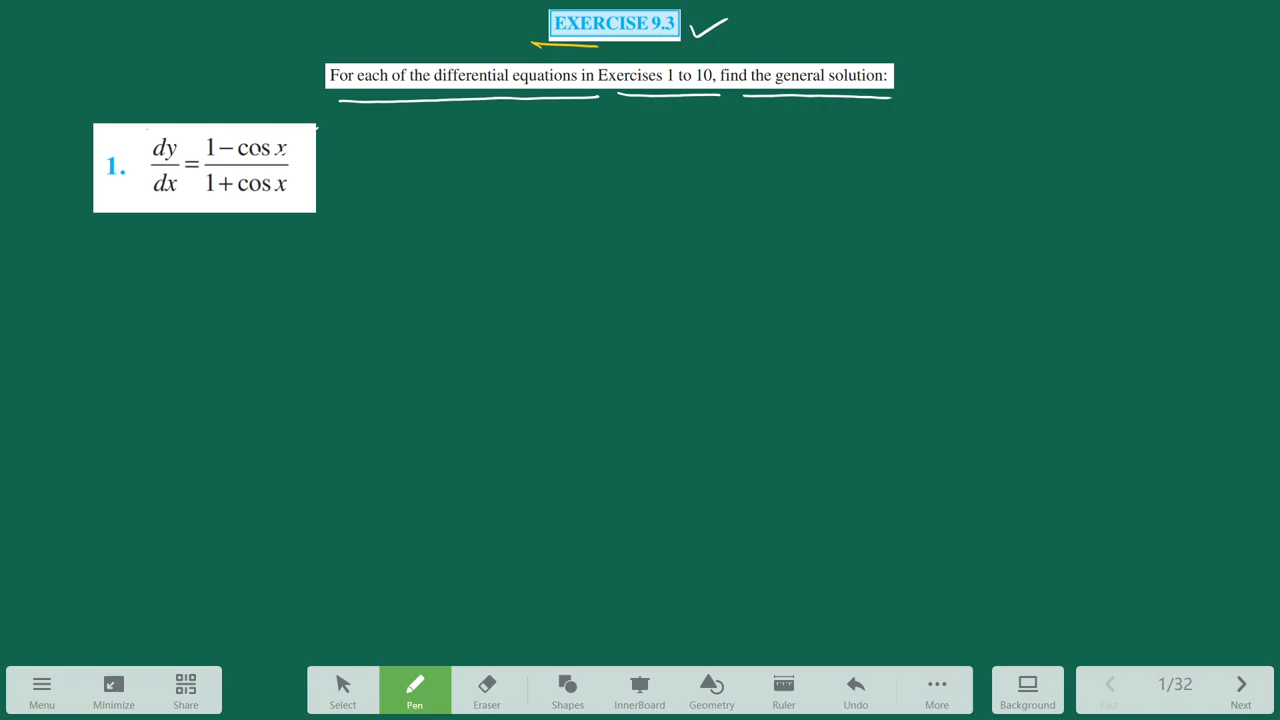 EXERCISE 9.3
For each of the differential equations in Exercises 1 to 10, find the general solution:
1. dy/dx = (1 − cos x)/(1 + cos x)
Menu Minimize Share Select Pen Eraser Shapes InnerBoard Geometry Ruler Undo More Background Last 1/32 Next